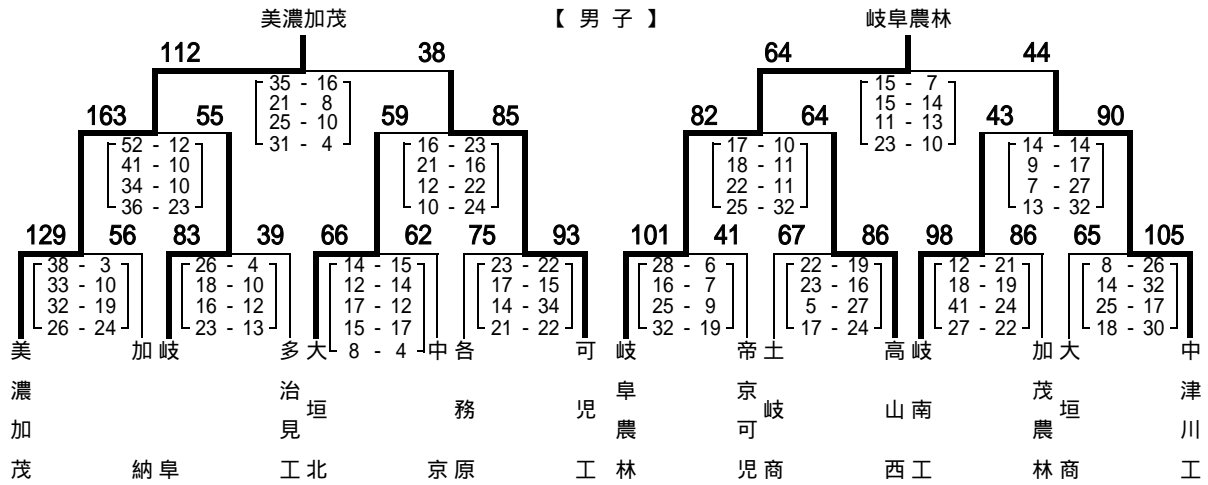 美濃加茂 【男子】 岐阜農林
112 38 64 44
35 - 16 15 - 7
21 - 8 15 - 14
25 - 10 11 - 13
31 - 4 23 - 10
163 55 59 85 82 64 43 90
52 - 12 16 - 23 17 - 10 14 - 14
41 - 10 21 - 16 18 - 11 9 - 17
34 - 10 12 - 22 22 - 11 7 - 27
36 - 23 10 - 24 25 - 32 13 - 32
129 56 83 39 66 62 75 93 101 41 67 86 98 86 65 105
38 - 3 26 - 4 14 - 15 23 - 22 28 - 6 22 - 19 12 - 21 8 - 26
33 - 10 18 - 10 12 - 14 17 - 15 16 - 7 23 - 16 18 - 19 14 - 32
32 - 19 16 - 12 17 - 12 14 - 34 25 - 9 5 - 27 41 - 24 25 - 17
26 - 24 23 - 13 15 - 17 21 - 22 32 - 19 17 - 24 27 - 22 18 - 30
8 - 4
美濃加茂
加納
岐阜
多治見工
大垣北
中京
各務原
可児工
岐阜農林
帝京可児
土岐商
高山西
岐南工
加茂農林
大垣商
中津川工